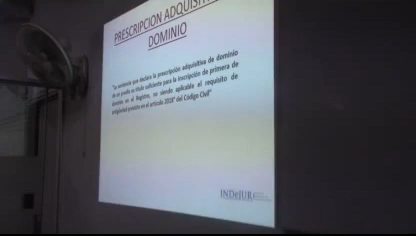 PRESCRIPCION ADQUISIT
DOMINIO
"La sentencia que declara la prescripción adquisitiva de dominio
de un predio es título suficiente para la inscripción de primera de
dominio en el Registro, no siendo aplicable el requisito de
antigüedad previsto en el artículo 2018° del Código Civil"
INDeJUR